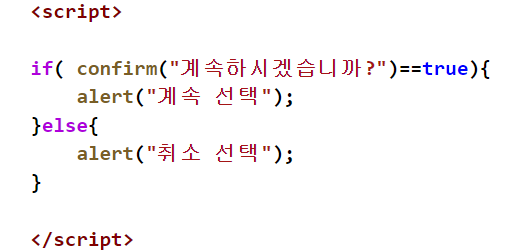 <script>
if( confirm("계속하시겠습니까?")==true){
    alert("계속 선택");
}else{
    alert("취소 선택");
}
</script>